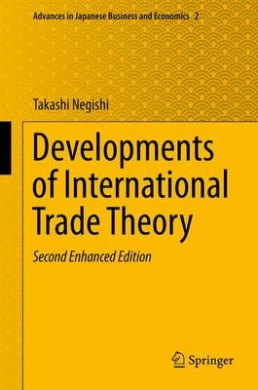 Advances in Japanese Business and Economics 2
Takashi Negishi
Developments
of International
Trade Theory
Second Enhanced Edition
Springer